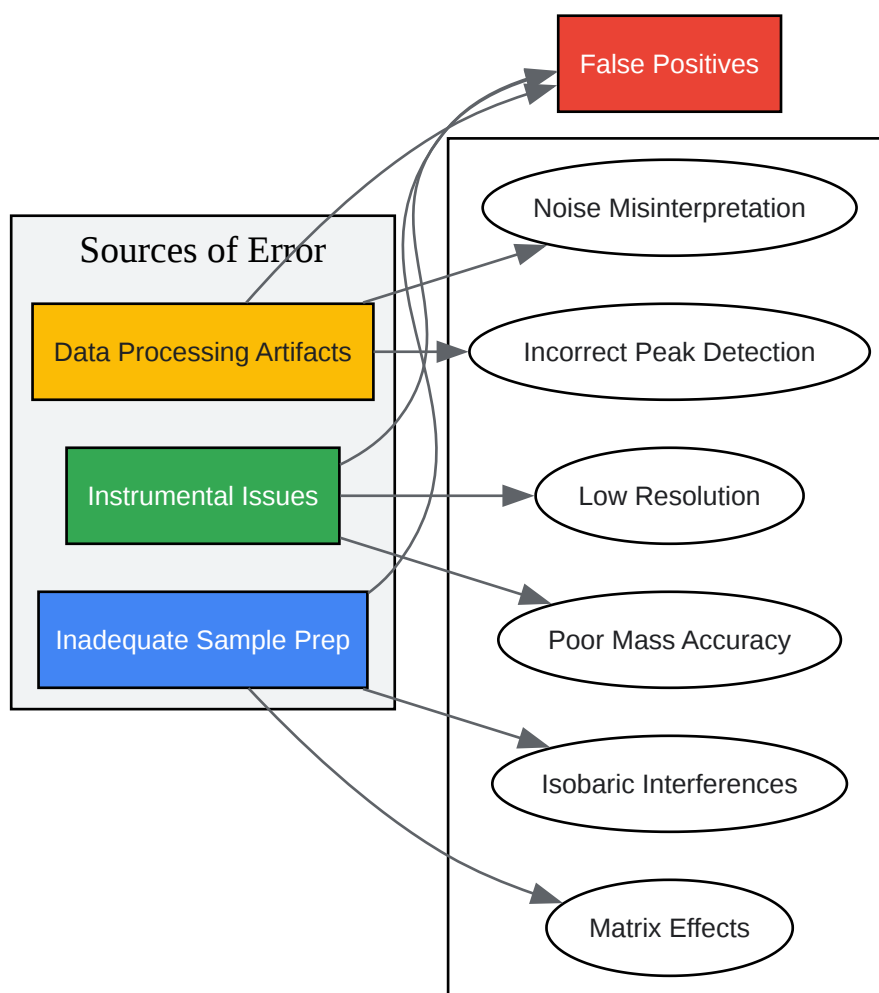 False Positives
Noise Misinterpretation
Sources of Error
Data Processing Artifacts
Incorrect Peak Detection
Instrumental Issues
Low Resolution
Inadequate Sample Prep
Poor Mass Accuracy
Isobaric Interferences
Matrix Effects